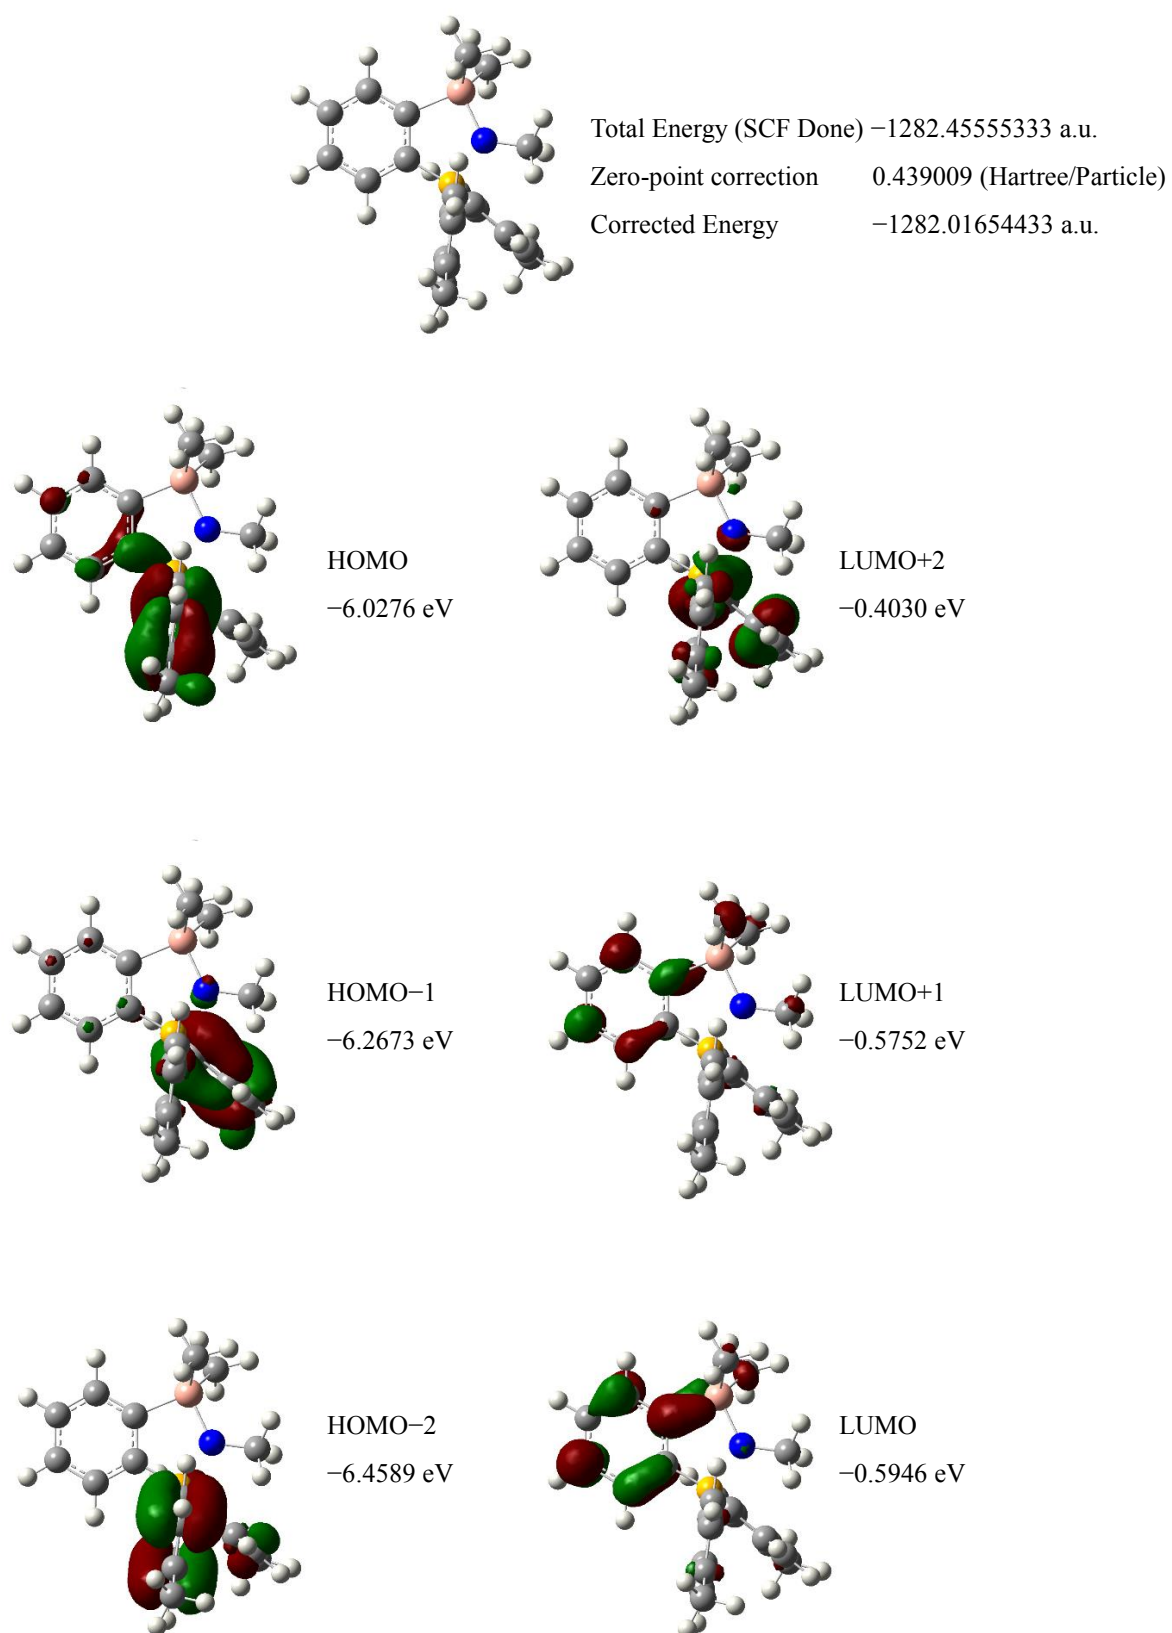 Total Energy (SCF Done) −1282.45555333 a.u.
Zero-point correction 0.439009 (Hartree/Particle)
Corrected Energy −1282.01654433 a.u.
HOMO
−6.0276 eV
LUMO+2
−0.4030 eV
HOMO−1
−6.2673 eV
LUMO+1
−0.5752 eV
HOMO−2
−6.4589 eV
LUMO
−0.5946 eV